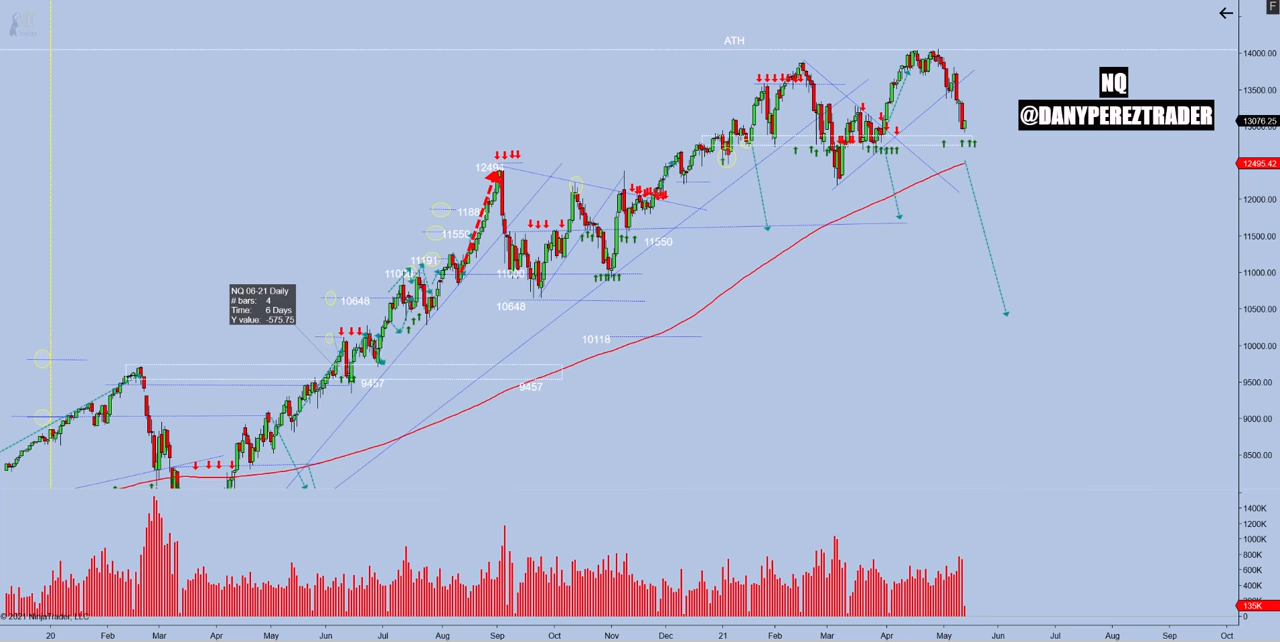 F
ATH
14000.00
NQ
13500.00
@DANYPEREZTRADER
13076.25
12495.42
12000.00
11550
11500.00
11550
11191
11000.00
10648
10648
10500.00
NQ 06-21 Daily
# bars: 4
Time: 6 Days
Y value: -575.75
10118
10000.00
9457
9457
9500.00
9000.00
8500.00
1400K
1200K
1000K
800K
600K
400K
135K
0
© 2021 NinjaTrader, LLC
20 Feb Mar Apr May Jun Jul Aug Sep Oct Nov Dec 21 Feb Mar Apr May Jun Jul Aug Sep Oct